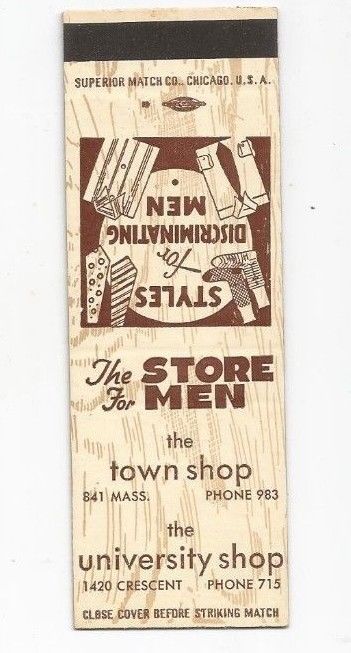 SUPERIOR MATCH CO., CHICAGO, U.S.A.
STYLES
for
DISCRIMINATING
MEN
The STORE
For MEN
the
town shop
841 MASS. PHONE 983
the
university shop
1420 CRESCENT PHONE 715
CLOSE COVER BEFORE STRIKING MATCH